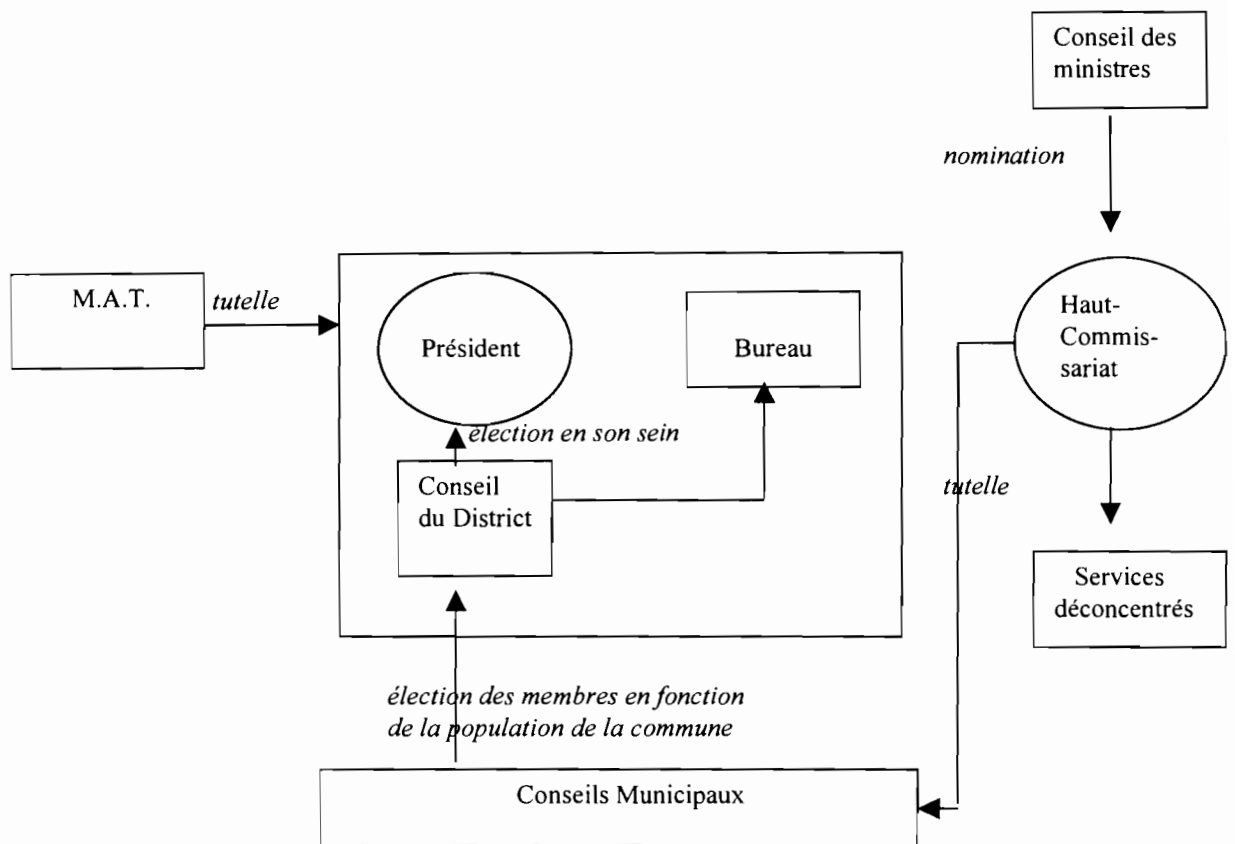 Conseil des
ministres
nomination
M.A.T.
tutelle
Président
Bureau
Haut-
Commis-
sariat
élection en son sein
Conseil
du District
tutelle
Services
déconcentrés
élection des membres en fonction
de la population de la commune
Conseils Municipaux